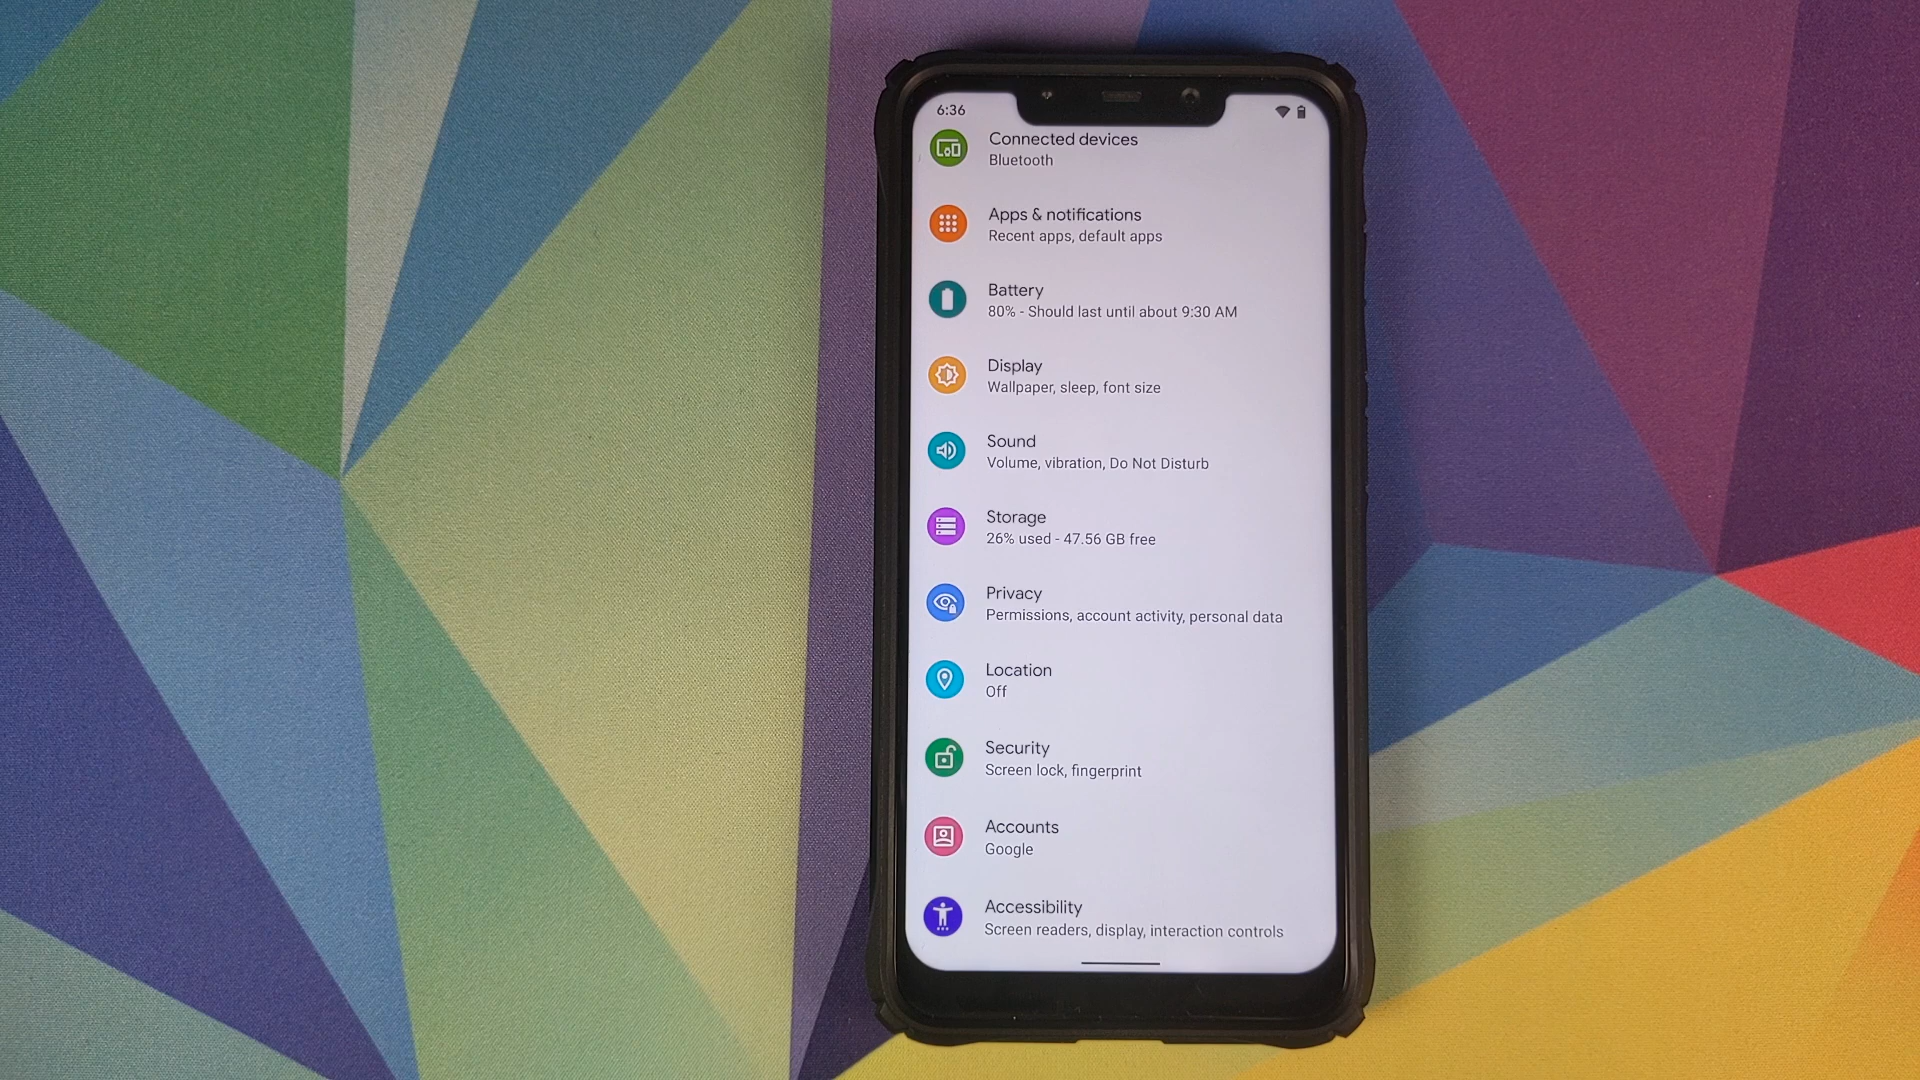 6:36
Connected devices
Bluetooth
Apps & notifications
Recent apps, default apps
Battery
80% - Should last until about 9:30 AM
Display
Wallpaper, sleep, font size
Sound
Volume, vibration, Do Not Disturb
Storage
26% used - 47.56 GB free
Privacy
Permissions, account activity, personal data
Location
Off
Security
Screen lock, fingerprint
Accounts
Google
Accessibility
Screen readers, display, interaction controls